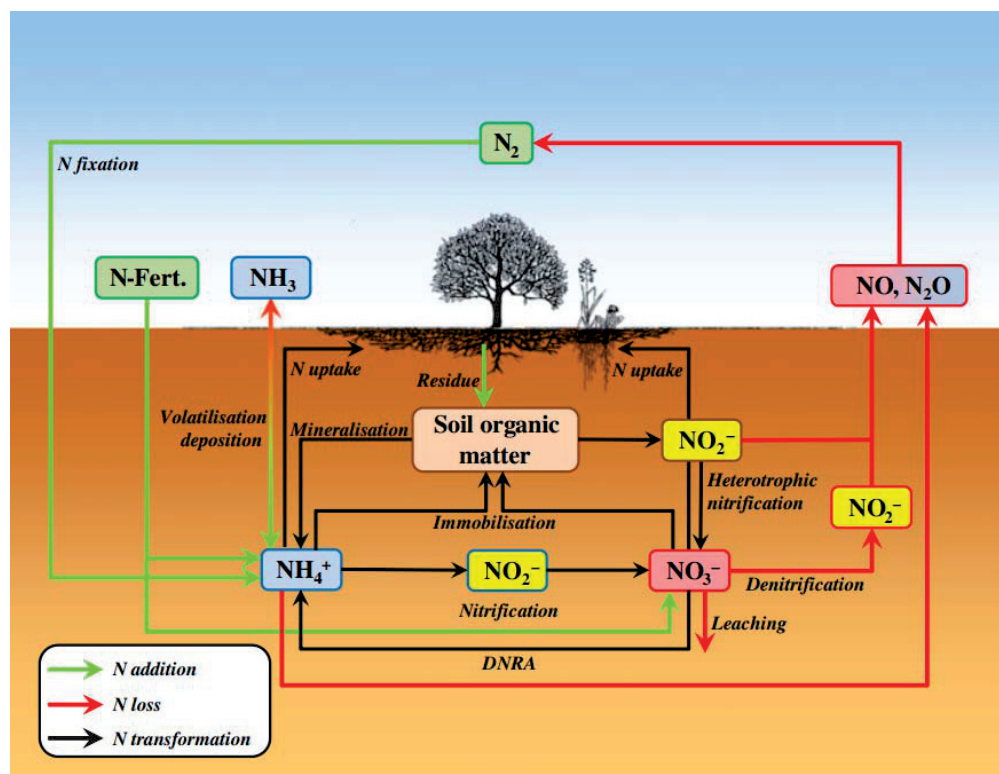 N₂
N fixation
N-Fert.
NH₃
NO, N₂O
N uptake
N uptake
Residue
Volatilisation
deposition
Mineralisation
Soil organic
matter
NO₂⁻
Heterotrophic
nitrification
Immobilisation
NO₂⁻
NH₄⁺
NO₂⁻
NO₃⁻
Denitrification
Nitrification
Leaching
DNRA
N addition
N loss
N transformation